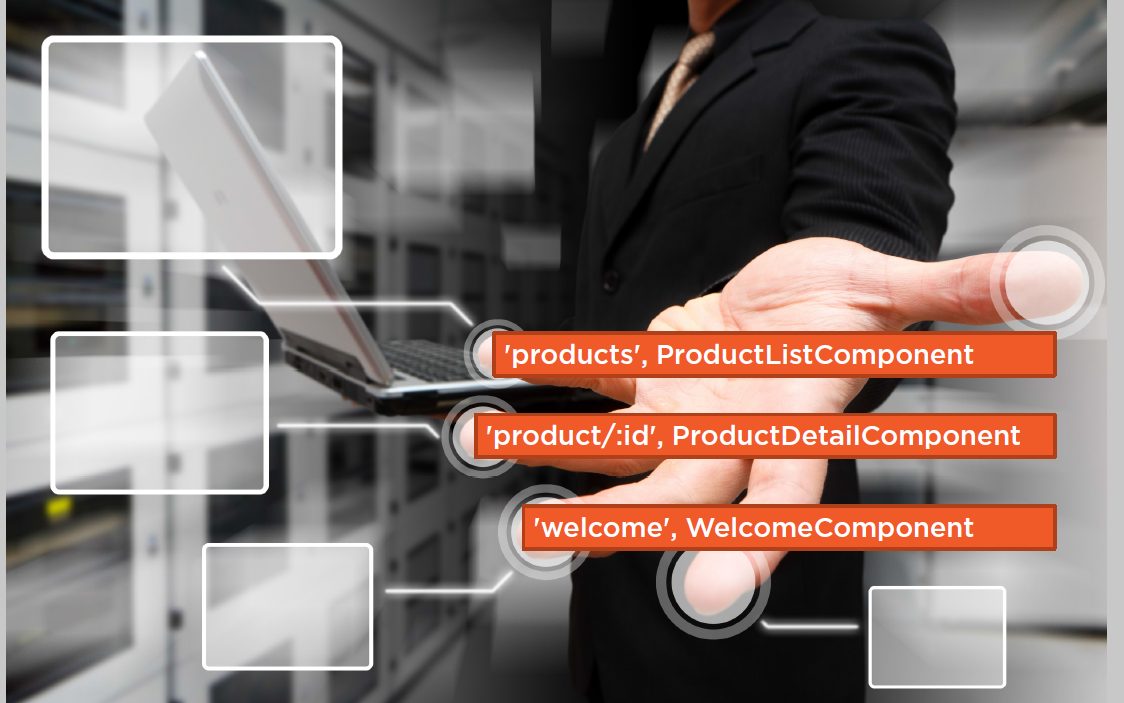 'products', ProductListComponent
'product/:id', ProductDetailComponent
'welcome', WelcomeComponent